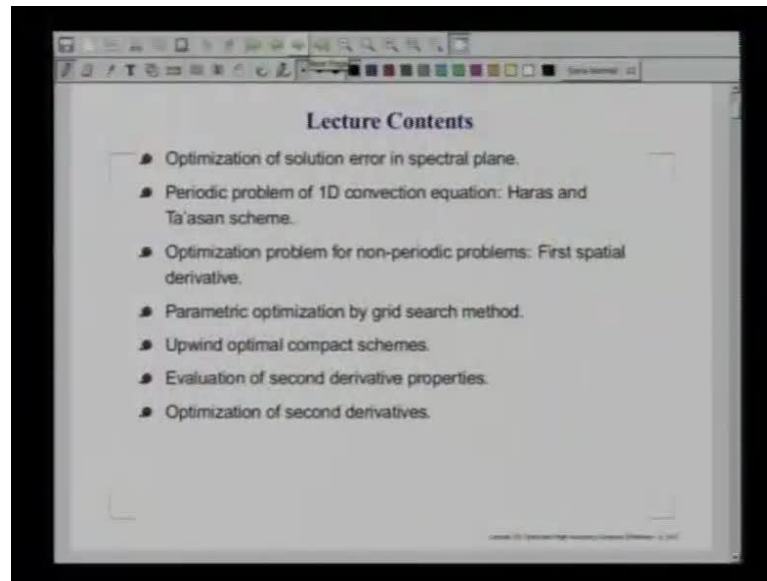 Lecture Contents
Optimization of solution error in spectral plane.
Periodic problem of 1D convection equation: Haras and
Ta'asan scheme.
Optimization problem for non-periodic problems: First spatial
derivative.
Parametric optimization by grid search method.
Upwind optimal compact schemes.
Evaluation of second derivative properties.
Optimization of second derivatives.